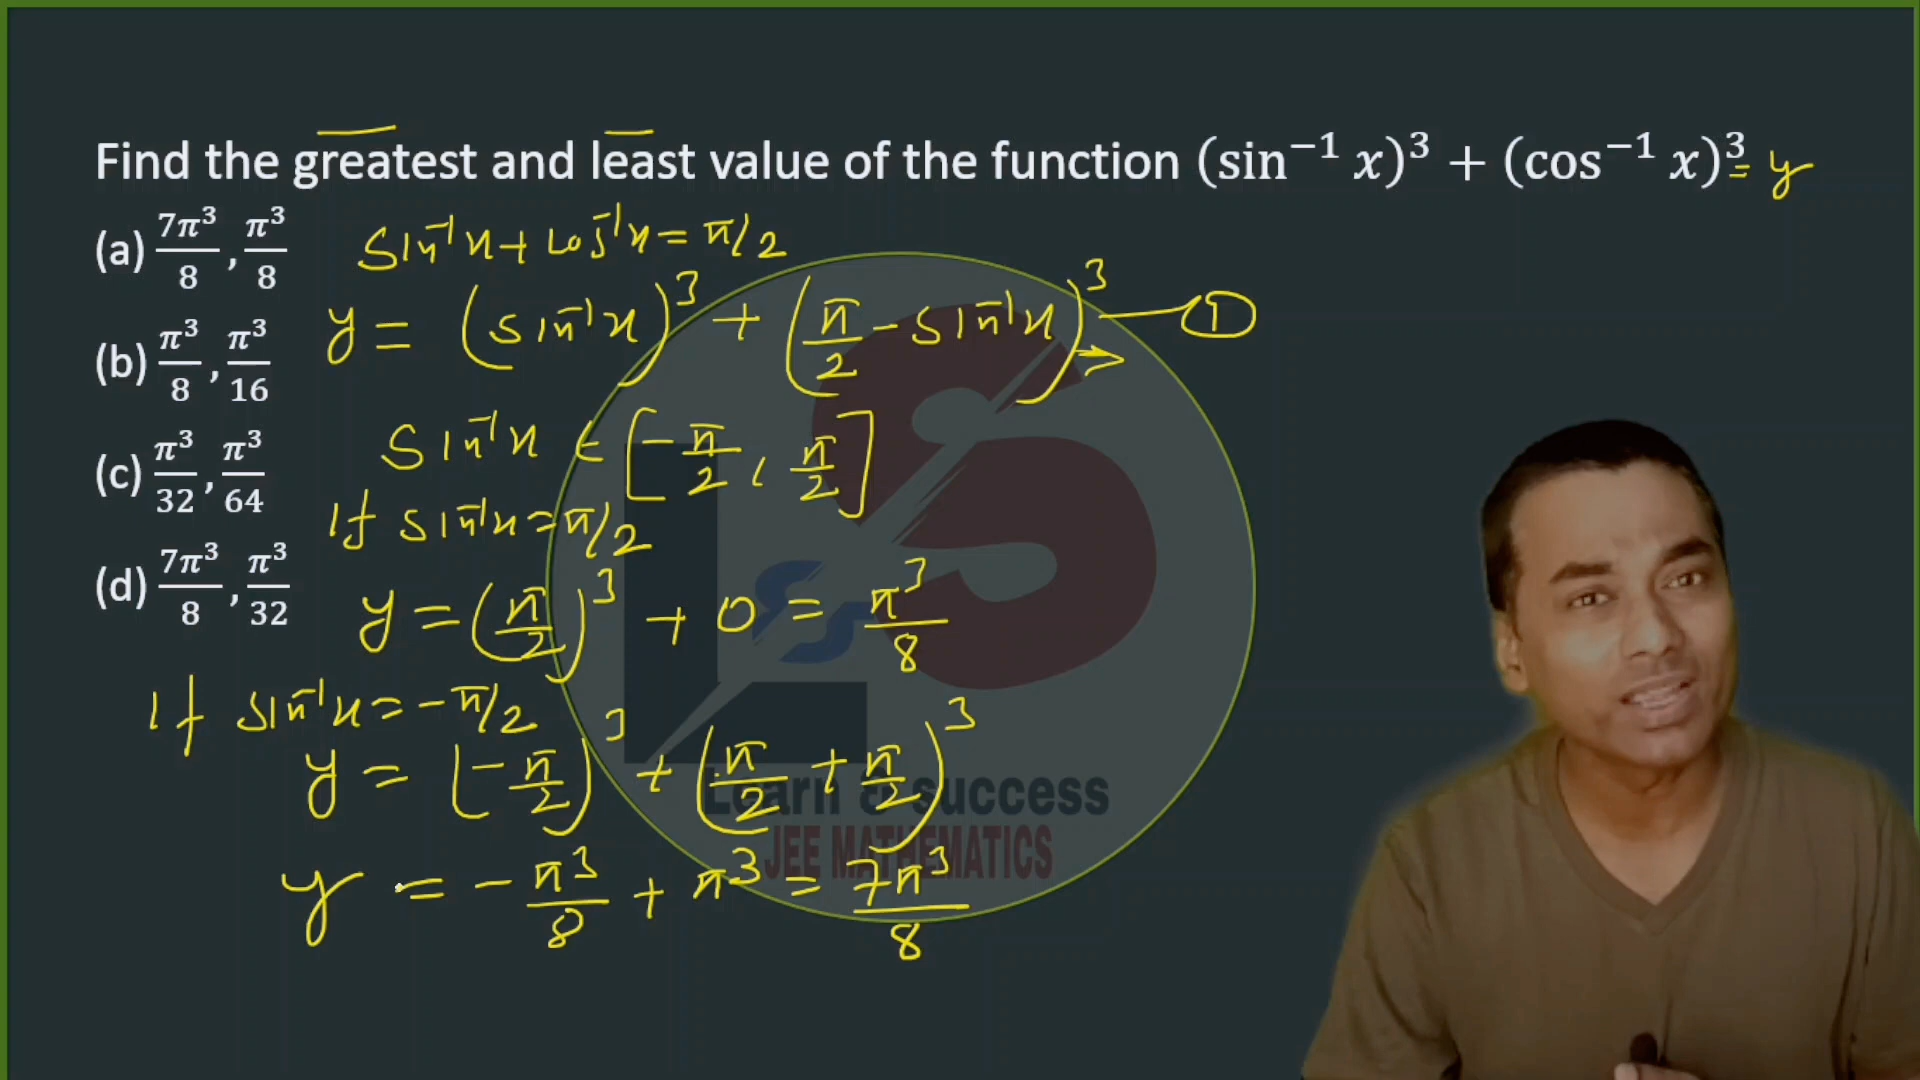 Find the greatest and least value of the function (sin⁻¹ x)³ + (cos⁻¹ x)³ = y
(a) 7π³/8 , π³/8
(b) π³/8 , π³/16
(c) π³/32 , π³/64
(d) 7π³/8 , π³/32
sin⁻¹x + cos⁻¹x = π/2
y = (sin⁻¹x)³ + (π/2 - sin⁻¹x)³ — ①
sin⁻¹x ∈ [-π/2, π/2]
If sin⁻¹x = π/2
y = (π/2)³ + 0 = π³/8
If sin⁻¹x = -π/2
y = (-π/2)³ + (π/2 + π/2)³
y = -π³/8 + π³ = 7π³/8
L&S
Learn & success
JEE MATHEMATICS